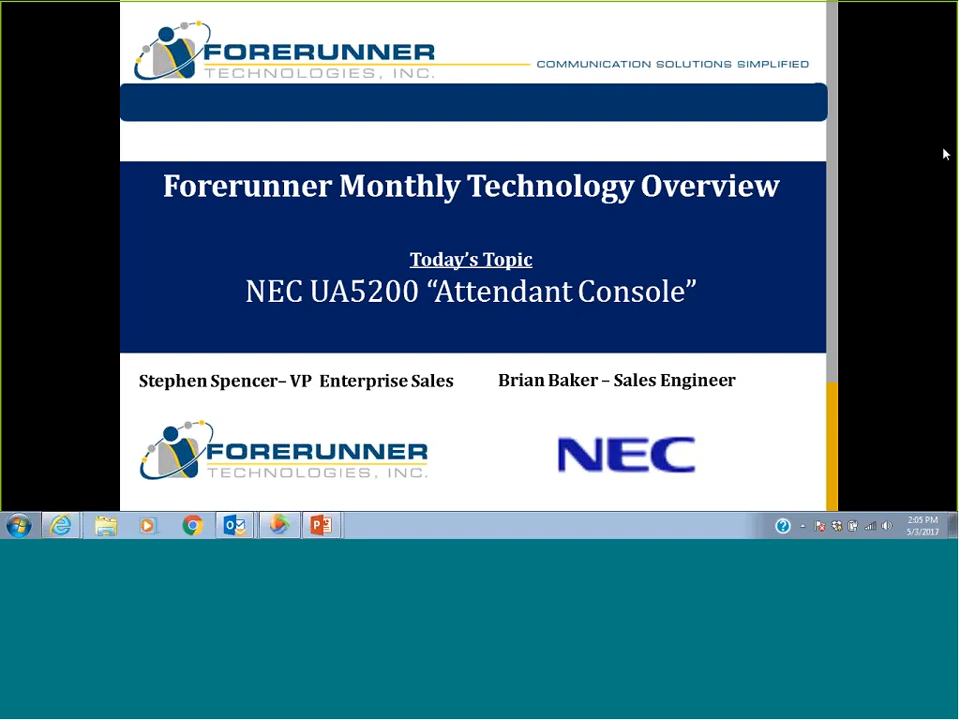 FORERUNNER
TECHNOLOGIES, INC.
COMMUNICATION SOLUTIONS SIMPLIFIED
Forerunner Monthly Technology Overview
Today's Topic
NEC UA5200 “Attendant Console”
Stephen Spencer– VP Enterprise Sales
Brian Baker – Sales Engineer
FORERUNNER
TECHNOLOGIES, INC.
NEC
2:05 PM
5/3/2017